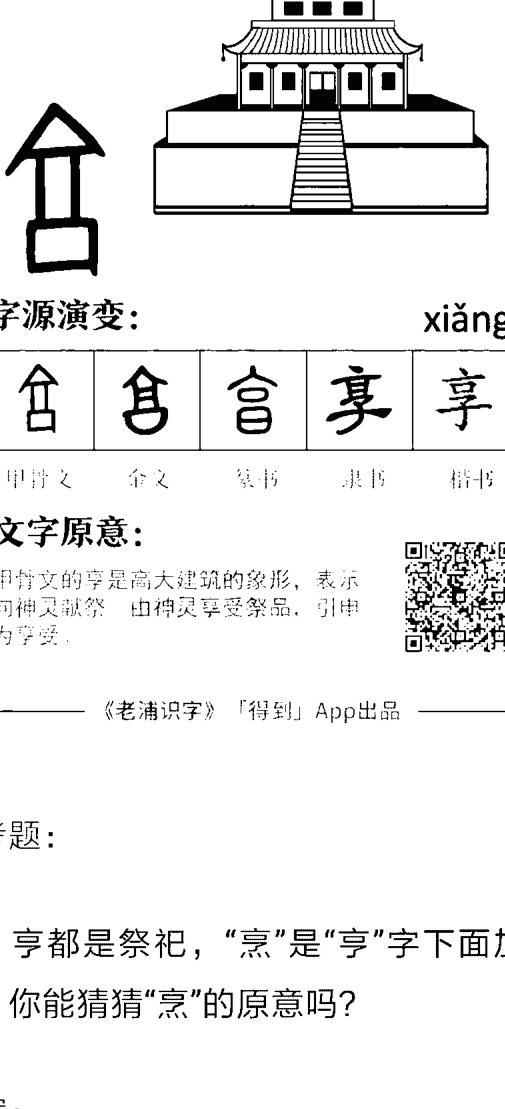 字源演变：
xiǎng
甲骨文 金文 篆书 隶书 楷书
文字原意：
甲骨文的享是高大建筑的象形，表示
向神灵献祭 由神灵享受祭品，引申
为享受.
《老浦识字》「得到」App出品
考题：
亨都是祭祀，“烹”是“亨”字下面加
你能猜猜“烹”的原意吗？